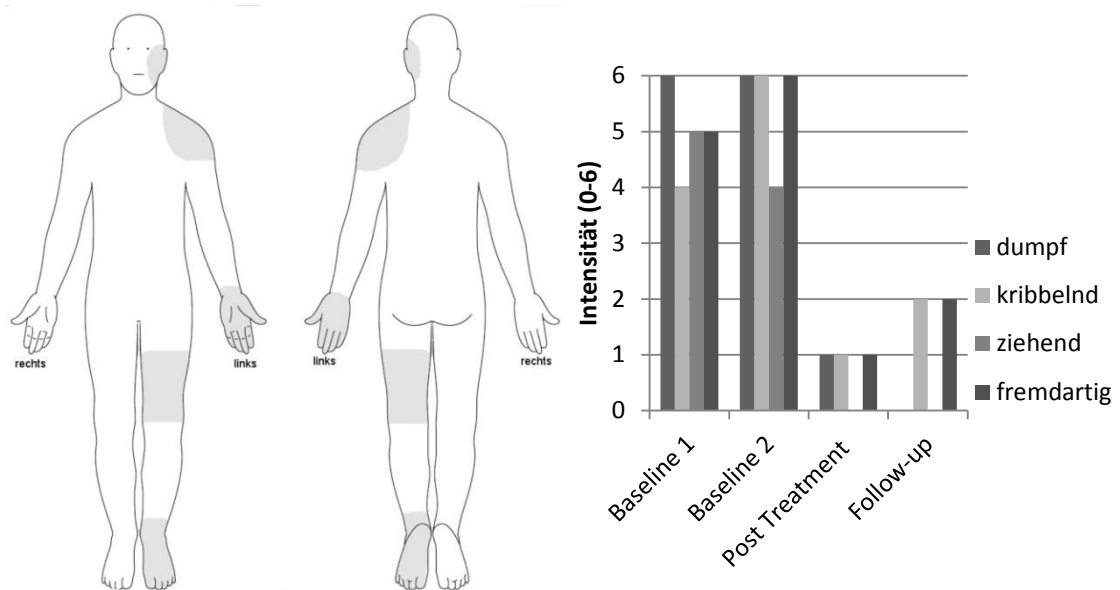 rechts
links
links
rechts
Intensität (0-6)
6
5
4
3
2
1
0
Baseline 1
Baseline 2
Post Treatment
Follow-up
dumpf
kribbelnd
ziehend
fremdartig